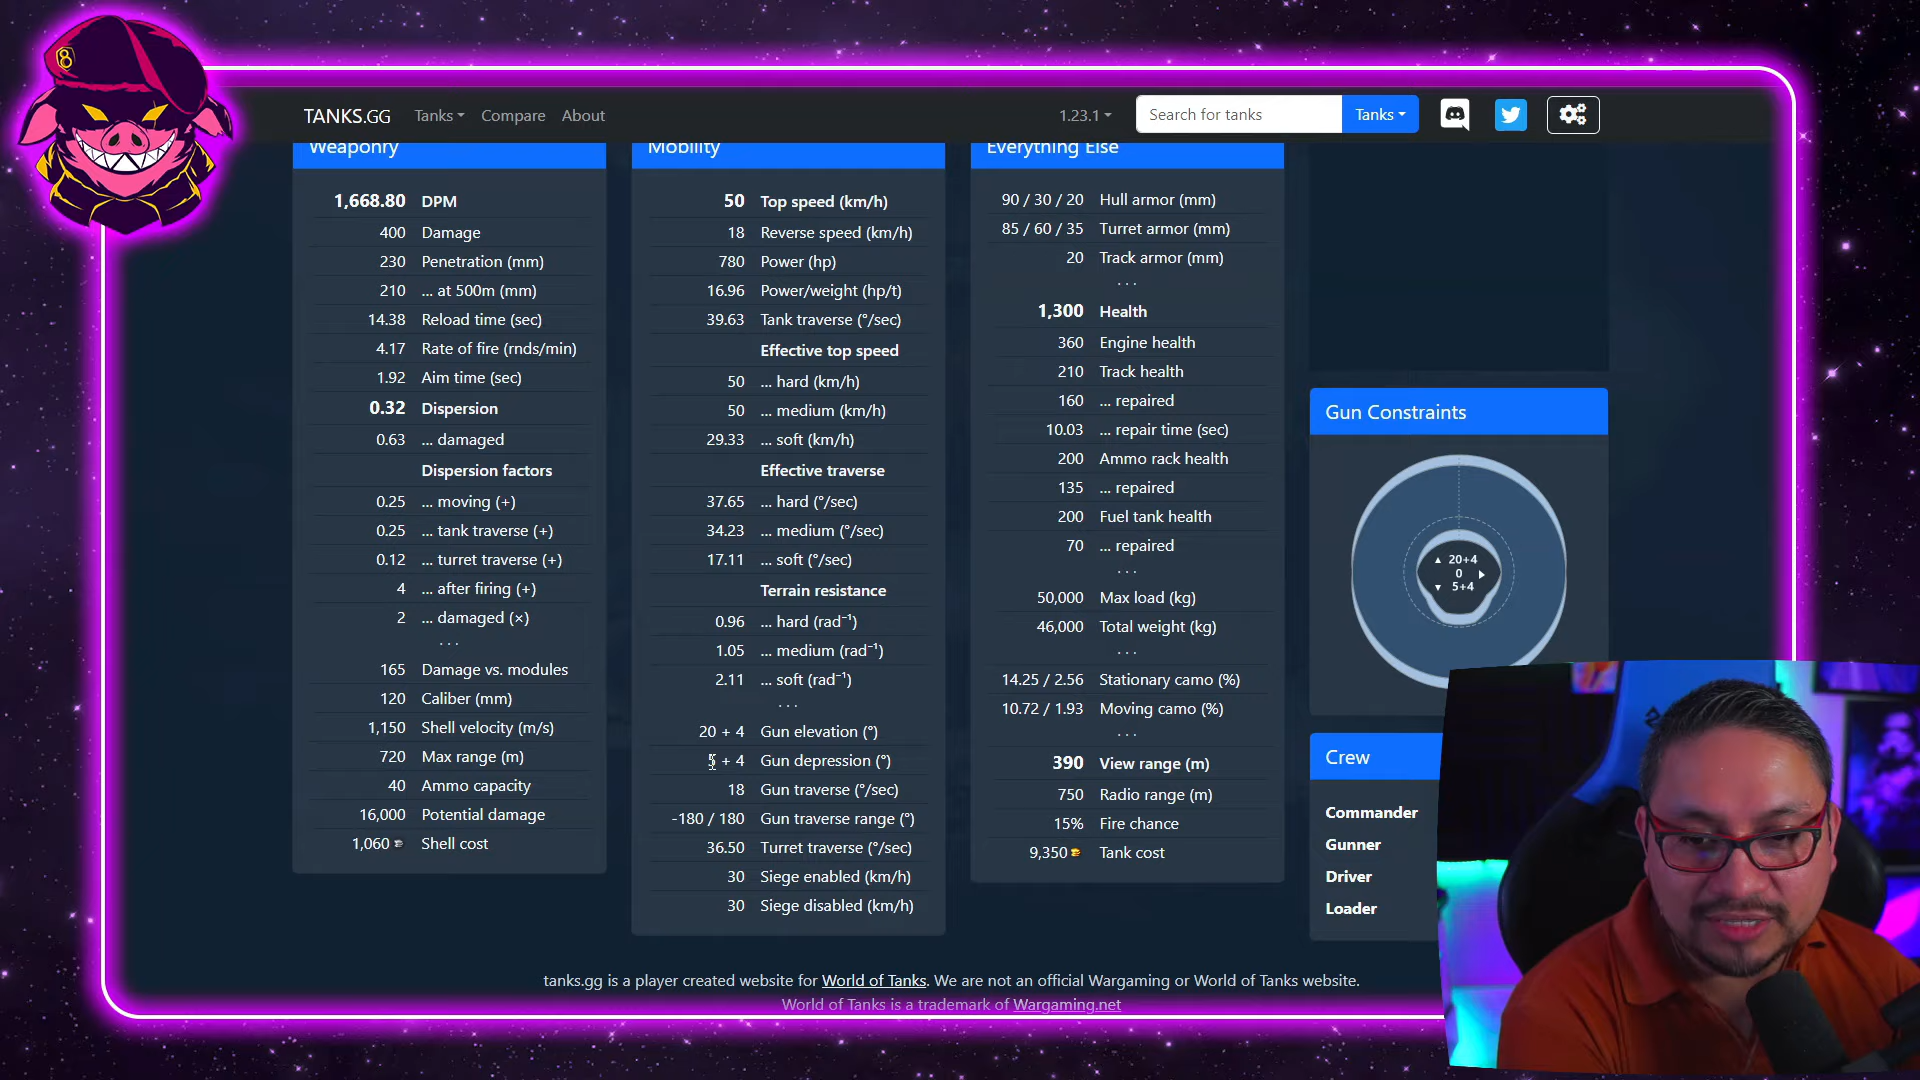 8
TANKS.GG Tanks Compare About 1.23.1 Search for tanks Tanks
Weaponry
1,668.80 DPM
400 Damage
230 Penetration (mm)
210 ... at 500m (mm)
14.38 Reload time (sec)
4.17 Rate of fire (rnds/min)
1.92 Aim time (sec)
0.32 Dispersion
0.63 ... damaged
Dispersion factors
0.25 ... moving (+)
0.25 ... tank traverse (+)
0.12 ... turret traverse (+)
4 ... after firing (+)
2 ... damaged (×)
...
165 Damage vs. modules
120 Caliber (mm)
1,150 Shell velocity (m/s)
720 Max range (m)
40 Ammo capacity
16,000 Potential damage
1,060 Shell cost
Mobility
50 Top speed (km/h)
18 Reverse speed (km/h)
780 Power (hp)
16.96 Power/weight (hp/t)
39.63 Tank traverse (°/sec)
Effective top speed
50 ... hard (km/h)
50 ... medium (km/h)
29.33 ... soft (km/h)
Effective traverse
37.65 ... hard (°/sec)
34.23 ... medium (°/sec)
17.11 ... soft (°/sec)
Terrain resistance
0.96 ... hard (rad⁻¹)
1.05 ... medium (rad⁻¹)
2.11 ... soft (rad⁻¹)
...
20 + 4 Gun elevation (°)
5 + 4 Gun depression (°)
18 Gun traverse (°/sec)
-180 / 180 Gun traverse range (°)
36.50 Turret traverse (°/sec)
30 Siege enabled (km/h)
30 Siege disabled (km/h)
Everything Else
90 / 30 / 20 Hull armor (mm)
85 / 60 / 35 Turret armor (mm)
20 Track armor (mm)
...
1,300 Health
360 Engine health
210 Track health
160 ... repaired
10.03 ... repair time (sec)
200 Ammo rack health
135 ... repaired
200 Fuel tank health
70 ... repaired
...
50,000 Max load (kg)
46,000 Total weight (kg)
...
14.25 / 2.56 Stationary camo (%)
10.72 / 1.93 Moving camo (%)
...
390 View range (m)
750 Radio range (m)
15% Fire chance
9,350 Tank cost
Gun Constraints
▲ 20+4
0 ▶
▼ 5+4
Crew
Commander
Gunner
Driver
Loader
tanks.gg is a player created website for World of Tanks. We are not an official Wargaming or World of Tanks website.
World of Tanks is a trademark of Wargaming.net